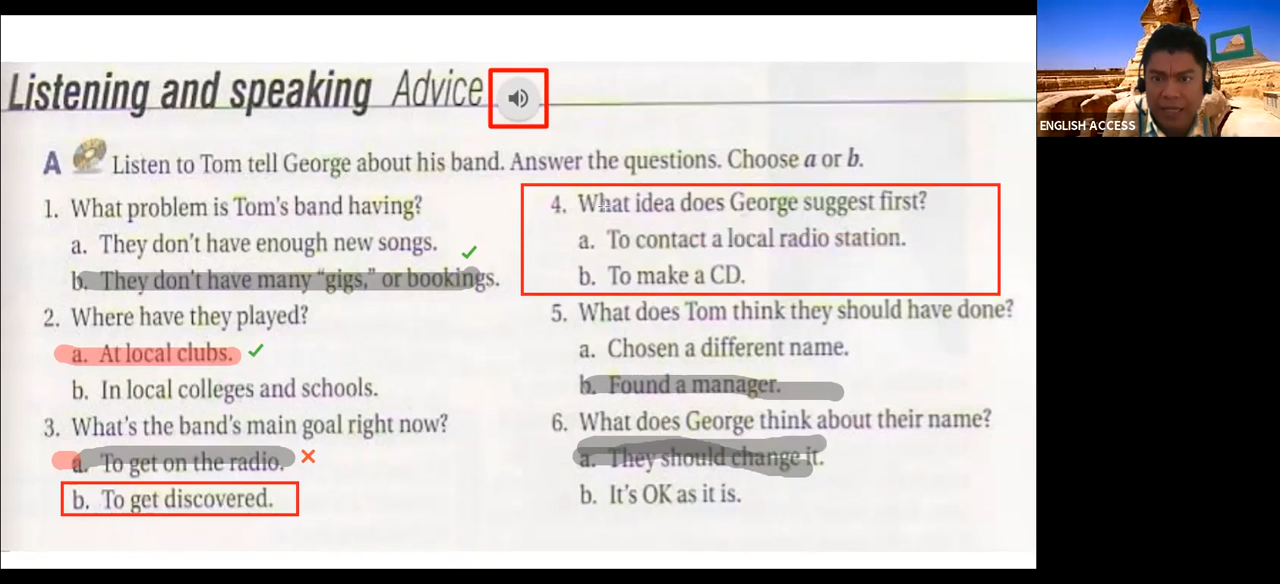 Listening and speaking Advice
A Listen to Tom tell George about his band. Answer the questions. Choose a or b.
1. What problem is Tom's band having?
a. They don't have enough new songs.
b. They don't have many "gigs," or bookings.
2. Where have they played?
a. At local clubs.
b. In local colleges and schools.
3. What's the band's main goal right now?
a. To get on the radio.
b. To get discovered.
4. What idea does George suggest first?
a. To contact a local radio station.
b. To make a CD.
5. What does Tom think they should have done?
a. Chosen a different name.
b. Found a manager.
6. What does George think about their name?
a. They should change it.
b. It's OK as it is.
ENGLISH ACCESS